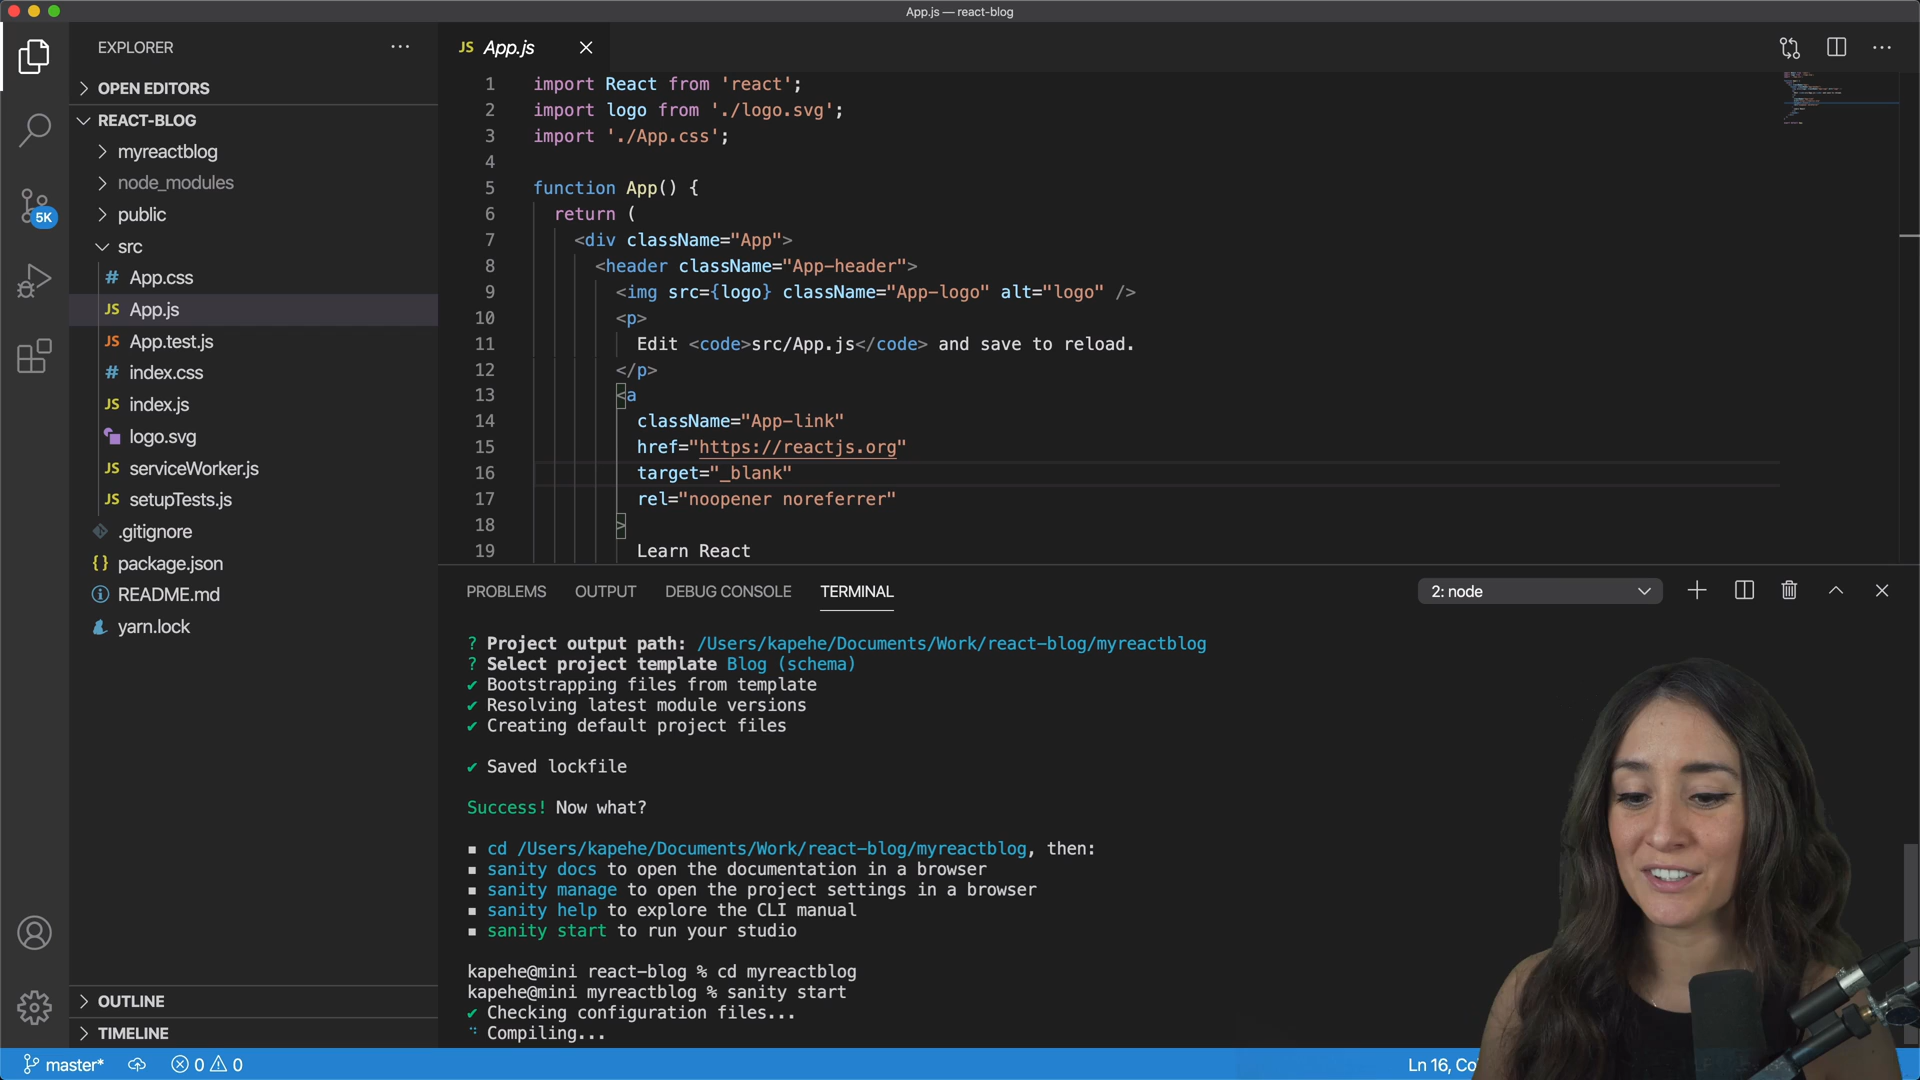 App.js — react-blog
EXPLORER
OPEN EDITORS
REACT-BLOG
myreactblog
node_modules
public
src
# App.css
JS App.js
JS App.test.js
# index.css
JS index.js
logo.svg
JS serviceWorker.js
JS setupTests.js
.gitignore
{} package.json
README.md
yarn.lock
OUTLINE
TIMELINE
5K
JS App.js
1 import React from 'react';
2 import logo from './logo.svg';
3 import './App.css';
4
5 function App() {
6 return (
7 <div className="App">
8 <header className="App-header">
9 <img src={logo} className="App-logo" alt="logo" />
10 <p>
11 Edit <code>src/App.js</code> and save to reload.
12 </p>
13 <a
14 className="App-link"
15 href="https://reactjs.org"
16 target="_blank"
17 rel="noopener noreferrer"
18 >
19 Learn React
PROBLEMS OUTPUT DEBUG CONSOLE TERMINAL 2: node
? Project output path: /Users/kapehe/Documents/Work/react-blog/myreactblog
? Select project template Blog (schema)
✔ Bootstrapping files from template
✔ Resolving latest module versions
✔ Creating default project files
✔ Saved lockfile
Success! Now what?
▪ cd /Users/kapehe/Documents/Work/react-blog/myreactblog, then:
▪ sanity docs to open the documentation in a browser
▪ sanity manage to open the project settings in a browser
▪ sanity help to explore the CLI manual
▪ sanity start to run your studio
kapehe@mini react-blog % cd myreactblog
kapehe@mini myreactblog % sanity start
✔ Checking configuration files...
Compiling...
master* 0 0 Ln 16, Co